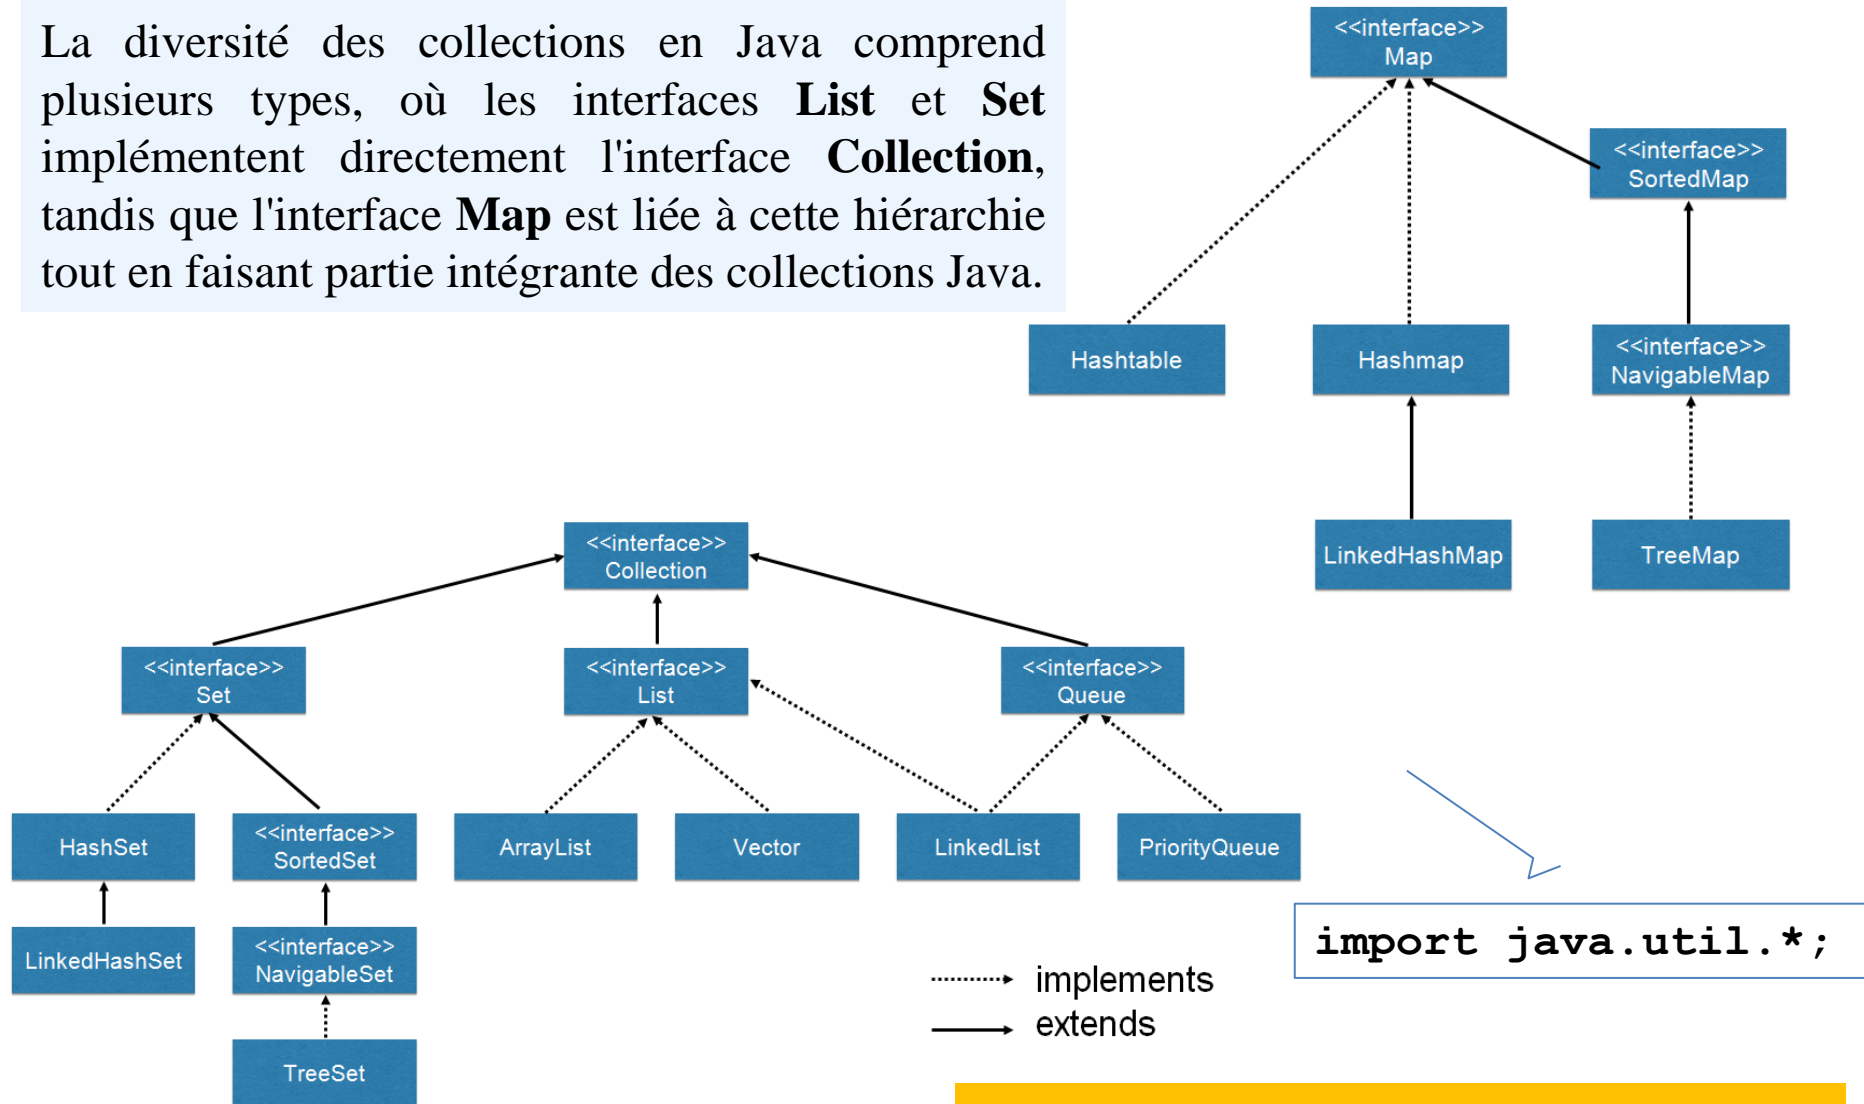 La diversité des collections en Java comprend
plusieurs types, où les interfaces List et Set
implémentent directement l'interface Collection,
tandis que l'interface Map est liée à cette hiérarchie
tout en faisant partie intégrante des collections Java.
<<interface>>
Map
<<interface>>
SortedMap
Hashtable
Hashmap
<<interface>>
NavigableMap
LinkedHashMap
TreeMap
<<interface>>
Collection
<<interface>>
Set
<<interface>>
List
<<interface>>
Queue
HashSet
<<interface>>
SortedSet
ArrayList
Vector
LinkedList
PriorityQueue
LinkedHashSet
<<interface>>
NavigableSet
TreeSet
implements
extends
import java.util.*;